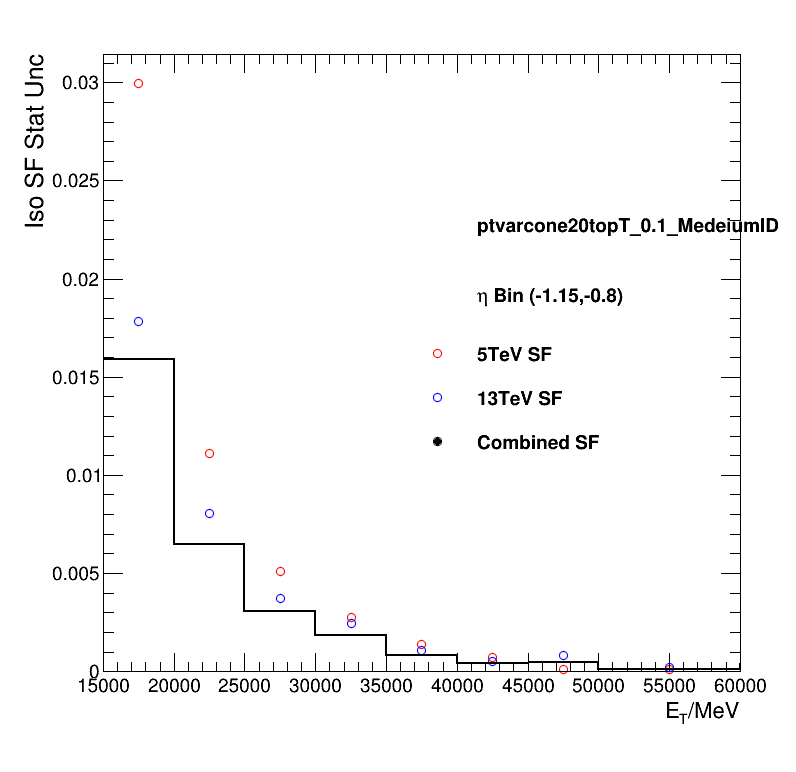 Iso SF Stat Unc
0.03
0.025
0.02
0.015
0.01
0.005
0
ptvarcone20topT_0.1_MedeiumID
η Bin (-1.15,-0.8)
5TeV SF
13TeV SF
Combined SF
15000 20000 25000 30000 35000 40000 45000 50000 55000 60000
E_T/MeV